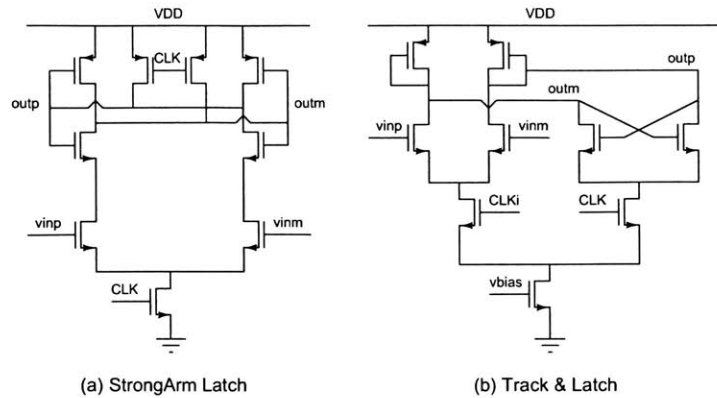 VDD
CLK
outp
outm
vinp
vinm
CLK
(a) StrongArm Latch
VDD
outp
outm
vinp
vinm
CLKi
CLK
vbias
(b) Track & Latch